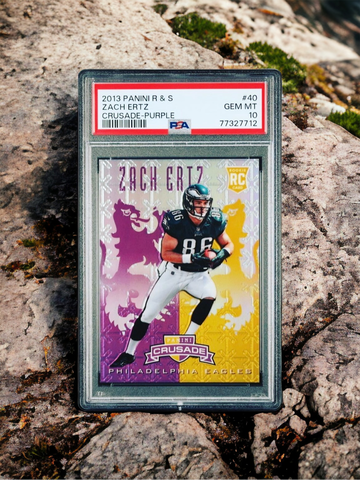 2013 PANINI R & S #40
ZACH ERTZ GEM MT
CRUSADE-PURPLE 10
PSA 77327712
ZACH ERTZ
RC
86
86
PANINI
CRUSADE
PHILADELPHIA EAGLES